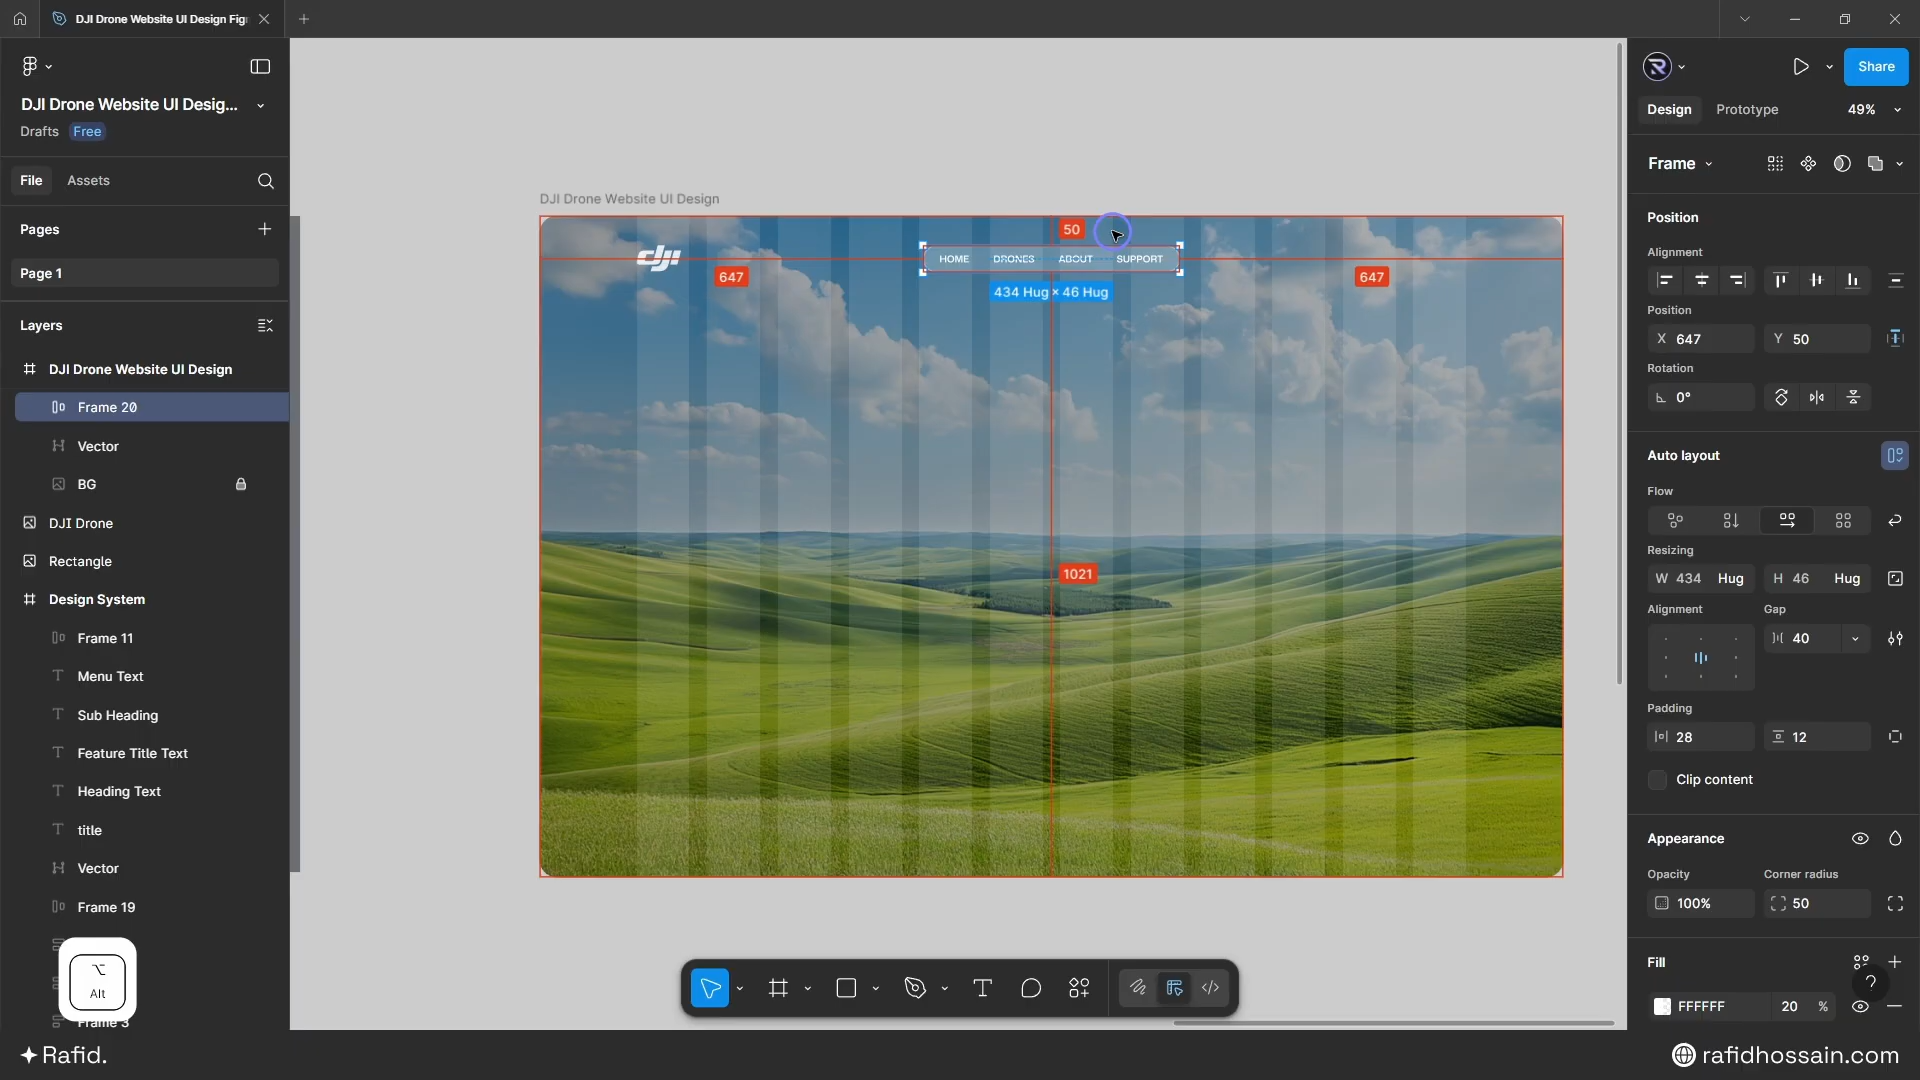 DJI Drone Website UI Design Fig
DJI Drone Website UI Desig...
Drafts
Free
File
Assets
Pages
Page 1
Layers
DJI Drone Website UI Design
Frame 20
Vector
BG
DJI Drone
Rectangle
Design System
Frame 11
Menu Text
Sub Heading
Feature Title Text
Heading Text
title
Vector
Frame 19
Frame 3
Alt
Rafid.
DJI Drone Website UI Design
dji
HOME
DRONES
ABOUT
SUPPORT
50
647
647
434 Hug × 46 Hug
1021
Share
Design
Prototype
49%
Frame
Position
Alignment
Position
X 647
Y 50
Rotation
0°
Auto layout
Flow
Resizing
W 434 Hug
H 46 Hug
Alignment
Gap
40
Padding
28
12
Clip content
Appearance
Opacity
Corner radius
100%
50
Fill
?
FFFFFF
20 %
rafidhossain.com